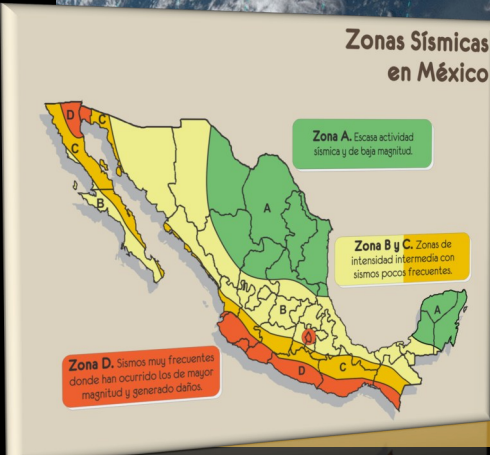 Zonas Sísmicas
en México
D
C
C
B
Zona A. Escasa actividad
sísmica y de baja magnitud.
A
Zona B y C. Zonas de
intensidad intermedia con
sismos pocos frecuentes.
B
A
Zona D. Sismos muy frecuentes
donde han ocurrido los de mayor
magnitud y generado daños.
D
C